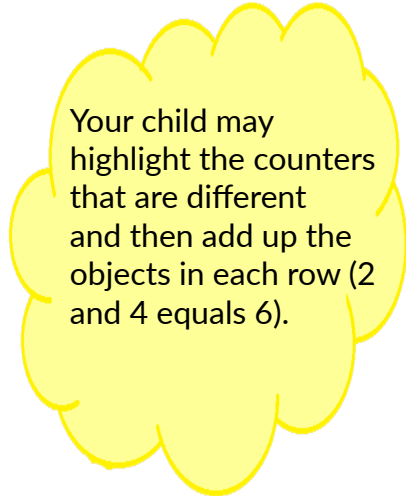 Your child may
highlight the counters
that are different
and then add up the
objects in each row (2
and 4 equals 6).